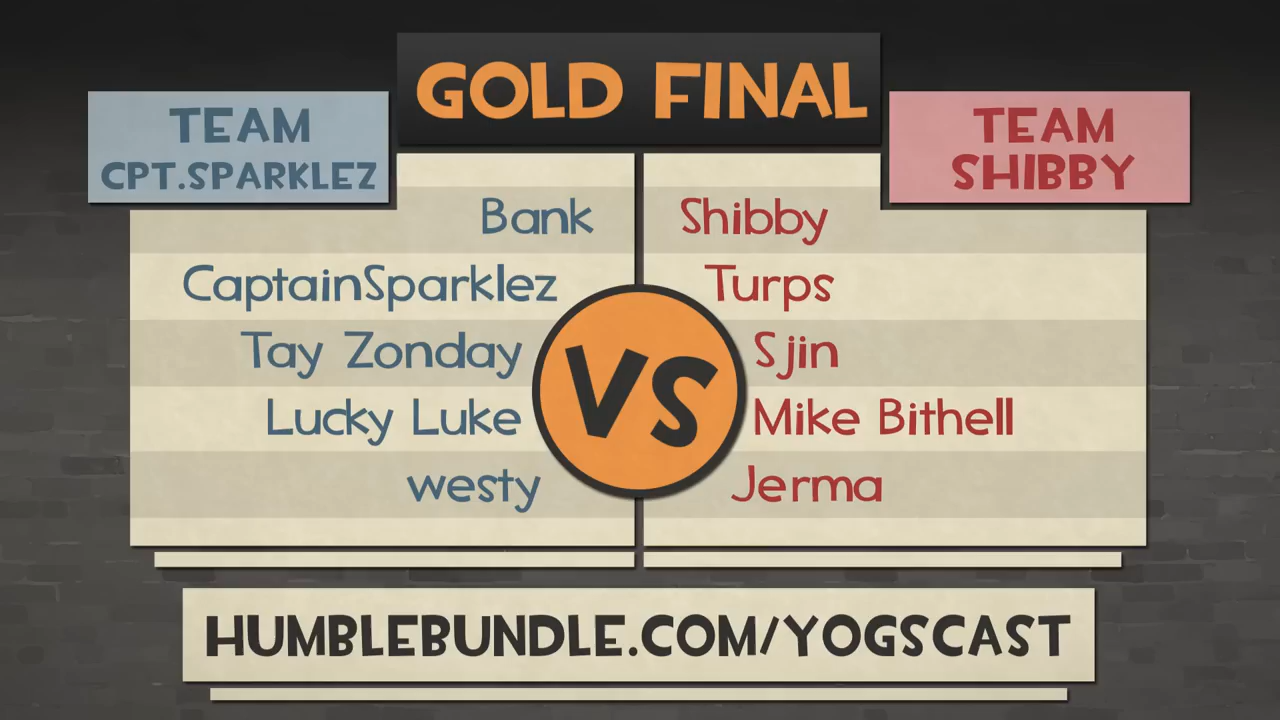 GOLD FINAL
TEAM
CPT.SPARKLEZ
Bank
CaptainSparklez
Tay Zonday
Lucky Luke
westy
VS
TEAM
SHIBBY
Shibby
Turps
Sjin
Mike Bithell
Jerma
HUMBLEBUNDLE.COM/YOGSCAST